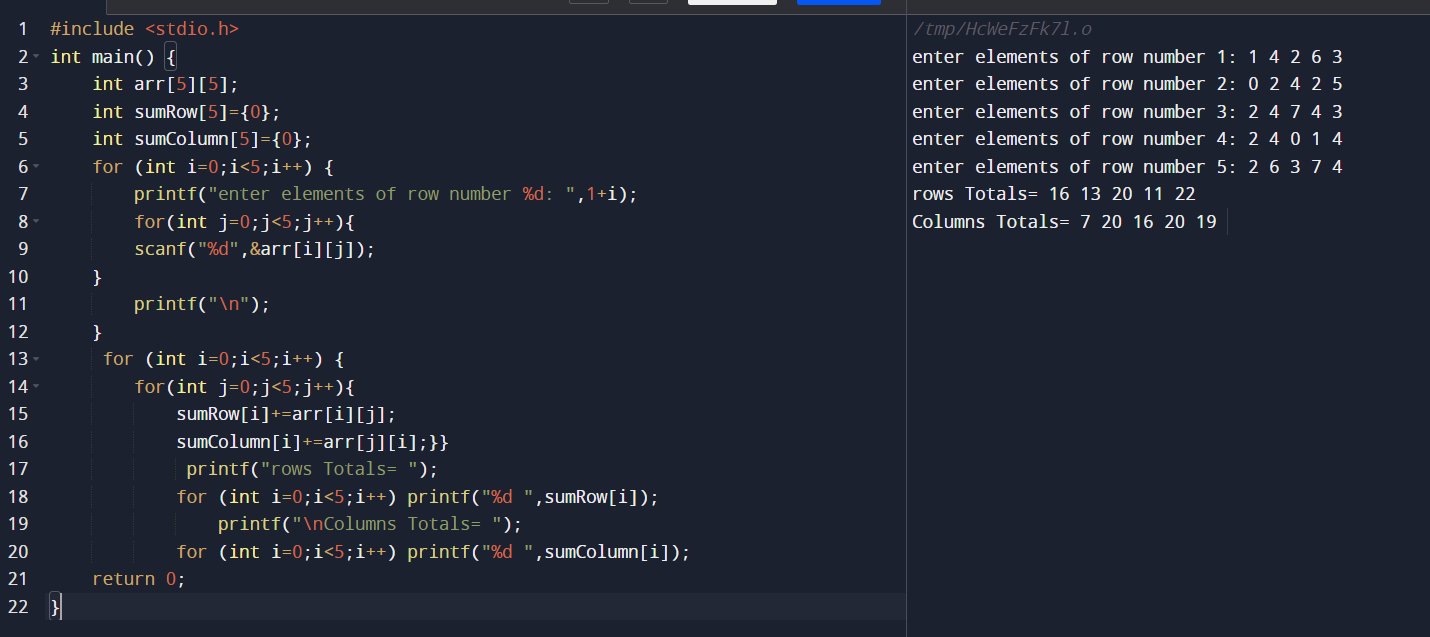 1 #include <stdio.h>
2 int main() {
3 int arr[5][5];
4 int sumRow[5]={0};
5 int sumColumn[5]={0};
6 for (int i=0;i<5;i++) {
7 printf("enter elements of row number %d: ",1+i);
8 for(int j=0;j<5;j++){
9 scanf("%d",&arr[i][j]);
10 }
11 printf("\n");
12 }
13 for (int i=0;i<5;i++) {
14 for(int j=0;j<5;j++){
15 sumRow[i]+=arr[i][j];
16 sumColumn[i]+=arr[j][i];}}
17 printf("rows Totals= ");
18 for (int i=0;i<5;i++) printf("%d ",sumRow[i]);
19 printf("\nColumns Totals= ");
20 for (int i=0;i<5;i++) printf("%d ",sumColumn[i]);
21 return 0;
22 }
/tmp/HcWeFzFk7l.o
enter elements of row number 1: 1 4 2 6 3
enter elements of row number 2: 0 2 4 2 5
enter elements of row number 3: 2 4 7 4 3
enter elements of row number 4: 2 4 0 1 4
enter elements of row number 5: 2 6 3 7 4
rows Totals= 16 13 20 11 22
Columns Totals= 7 20 16 20 19